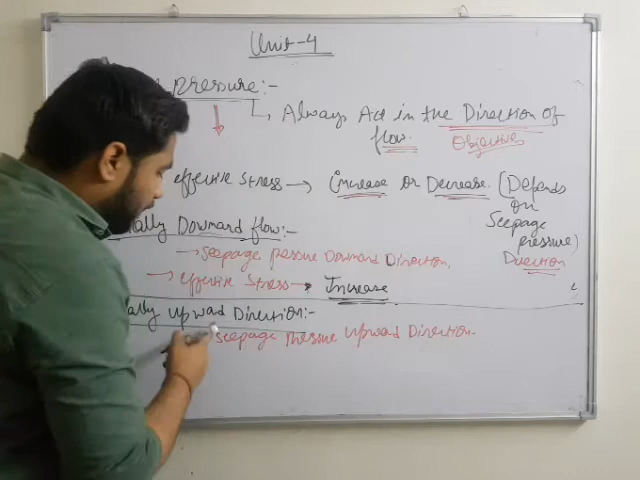 Unit-4
pressure:-
Always Act in the Direction of
flow.
Objective
effective stress → Increase or Decrease. (Depends
on
Seepage
pressure)
Direction
Downward flow:-
→ seepage pressure Downward Direction.
→ effective stress → Increase
upward Direction:-
seepage pressure upward Direction.